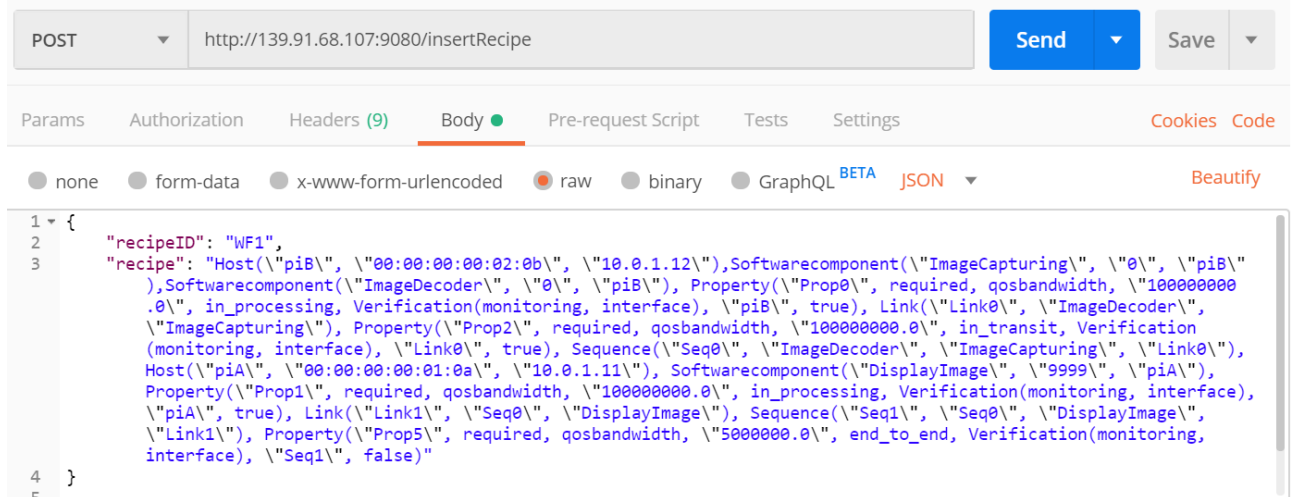 POST http://139.91.68.107:9080/insertRecipe Send Save
Params Authorization Headers (9) Body Pre-request Script Tests Settings Cookies Code
none form-data x-www-form-urlencoded raw binary GraphQL BETA JSON Beautify
1 {
2 "recipeID": "WF1",
3 "recipe": "Host(\"piB\", \"00:00:00:00:02:0b\", \"10.0.1.12\"),Softwarecomponent(\"ImageCapturing\", \"0\", \"piB\"
),Softwarecomponent(\"ImageDecoder\", \"0\", \"piB\"), Property(\"Prop0\", required, qosbandwidth, \"100000000
.0\", in_processing, Verification(monitoring, interface), \"piB\", true), Link(\"Link0\", \"ImageDecoder\",
\"ImageCapturing\"), Property(\"Prop2\", required, qosbandwidth, \"100000000.0\", in_transit, Verification
(monitoring, interface), \"Link0\", true), Sequence(\"Seq0\", \"ImageDecoder\", \"ImageCapturing\", \"Link0\"),
Host(\"piA\", \"00:00:00:00:01:0a\", \"10.0.1.11\"), Softwarecomponent(\"DisplayImage\", \"9999\", \"piA\"),
Property(\"Prop1\", required, qosbandwidth, \"100000000.0\", in_processing, Verification(monitoring, interface),
\"piA\", true), Link(\"Link1\", \"Seq0\", \"DisplayImage\"), Sequence(\"Seq1\", \"Seq0\", \"DisplayImage\",
\"Link1\"), Property(\"Prop5\", required, qosbandwidth, \"5000000.0\", end_to_end, Verification(monitoring,
interface), \"Seq1\", false)"
4 }